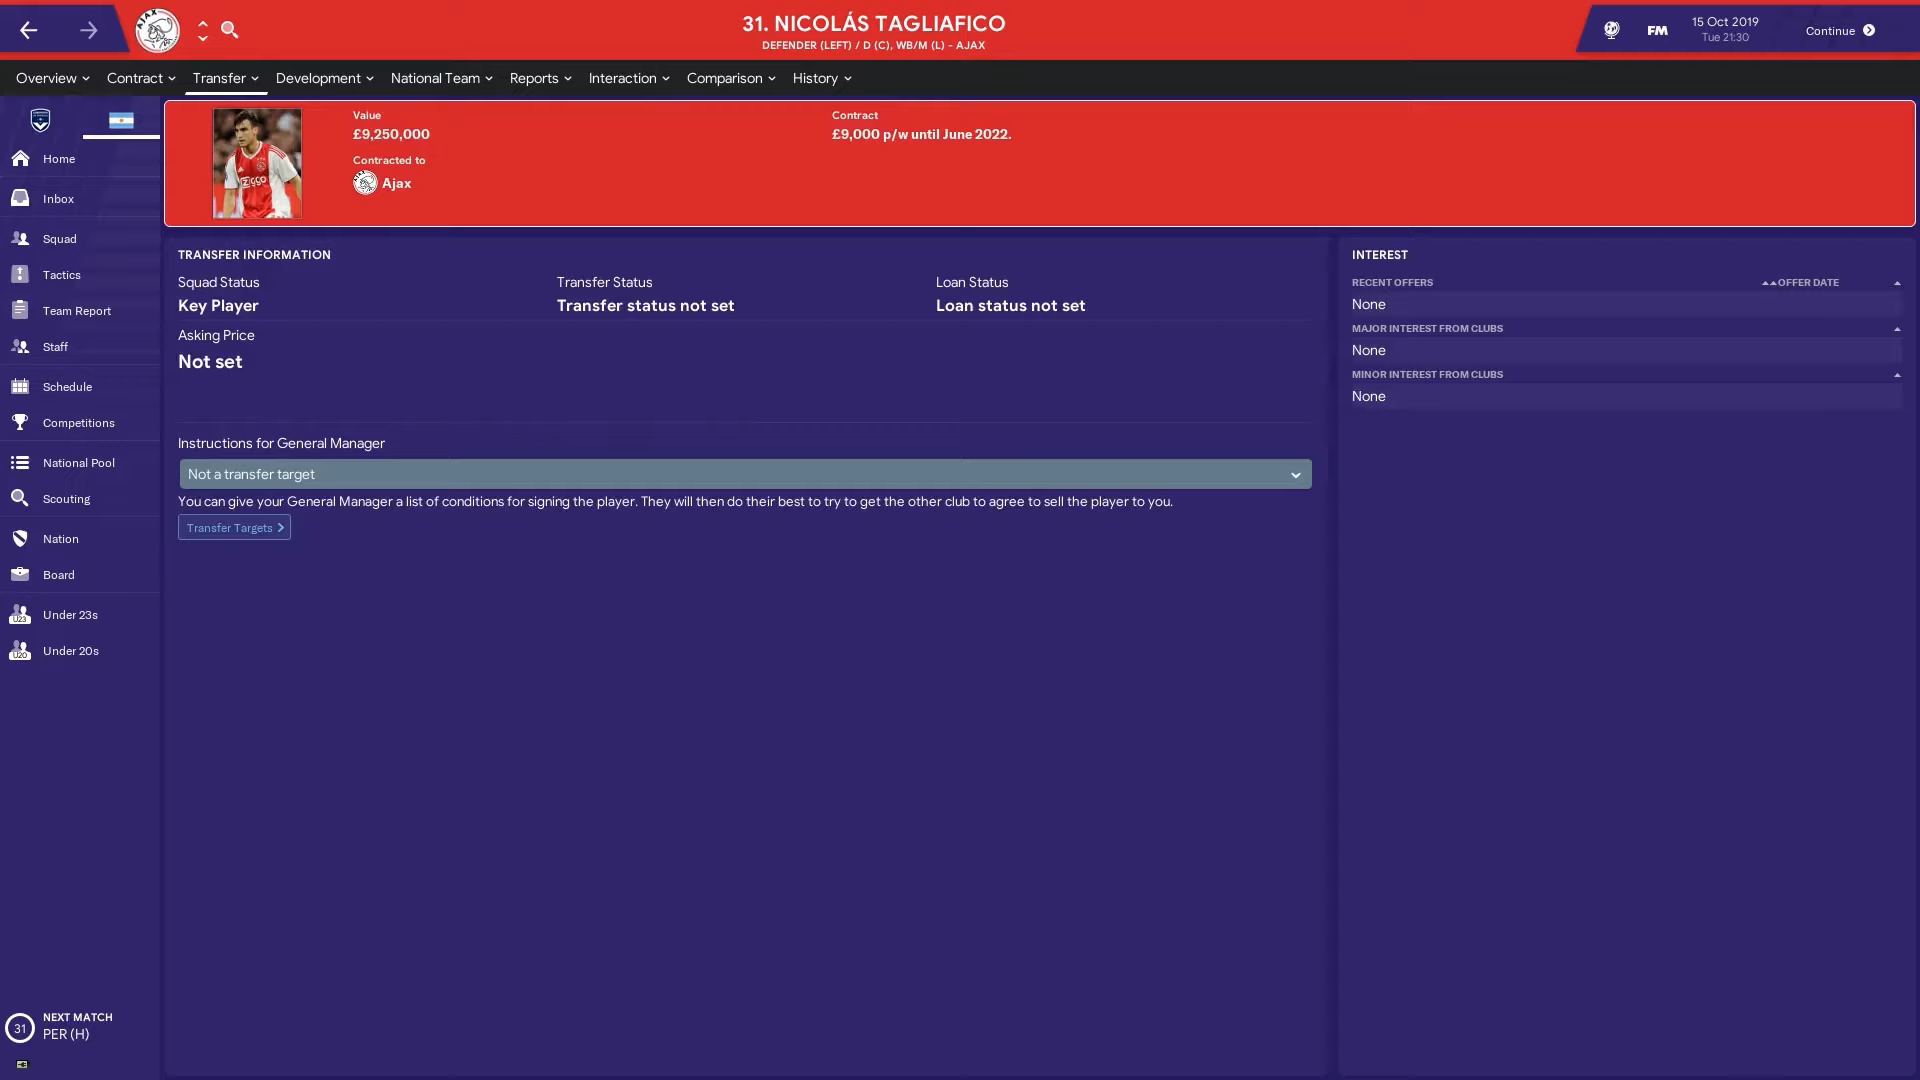 31. NICOLÁS TAGLIAFICO
DEFENDER (LEFT) / D (C), WB/M (L) - AJAX
FM
15 Oct 2019
Tue 21:30
Continue
Overview
Contract
Transfer
Development
National Team
Reports
Interaction
Comparison
History
Home
Inbox
Squad
Tactics
Team Report
Staff
Schedule
Competitions
National Pool
Scouting
Nation
Board
U23
Under 23s
U20
Under 20s
31
NEXT MATCH
PER (H)
AJAX
Ziggo
Value
£9,250,000
Contracted to
Ajax
Contract
£9,000 p/w until June 2022.
TRANSFER INFORMATION
Squad Status
Key Player
Transfer Status
Transfer status not set
Loan Status
Loan status not set
Asking Price
Not set
Instructions for General Manager
Not a transfer target
You can give your General Manager a list of conditions for signing the player. They will then do their best to try to get the other club to agree to sell the player to you.
Transfer Targets
INTEREST
RECENT OFFERS
OFFER DATE
None
MAJOR INTEREST FROM CLUBS
None
MINOR INTEREST FROM CLUBS
None